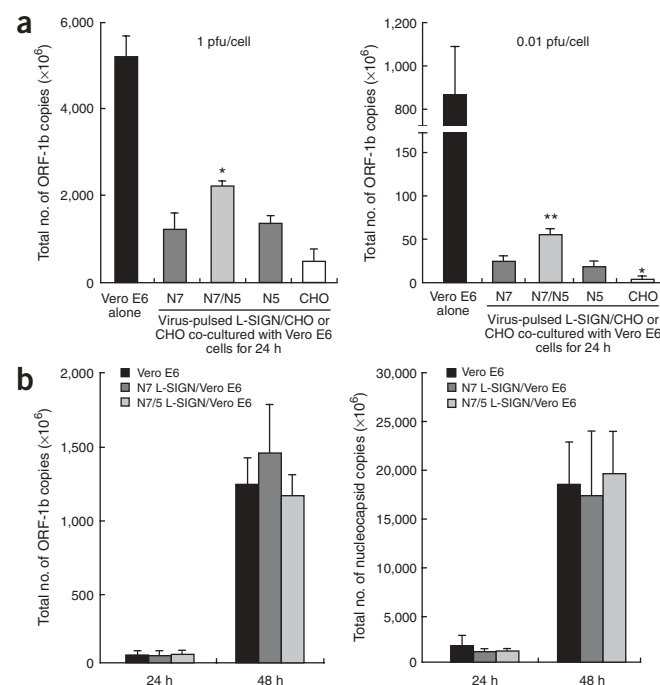 a
1 pfu/cell
Total no. of ORF-1b copies (×10⁶)
6,000
4,000
2,000
0
*
Vero E6
alone
N7 N7/N5 N5 CHO
Virus-pulsed L-SIGN/CHO or
CHO co-cultured with Vero E6
cells for 24 h
0.01 pfu/cell
Total no. of ORF-1b copies (×10⁶)
1,200
1,000
800
150
100
50
0
**
*
Vero E6
alone
N7 N7/N5 N5 CHO
Virus-pulsed L-SIGN/CHO or
CHO co-cultured with Vero E6
cells for 24 h
b
Vero E6
N7 L-SIGN/Vero E6
N7/5 L-SIGN/Vero E6
Total no. of ORF-1b copies (×10⁶)
2,000
1,500
1,000
500
0
24 h 48 h
Vero E6
N7 L-SIGN/Vero E6
N7/5 L-SIGN/Vero E6
Total no. of nucleocapsid copies (×10⁶)
30,000
25,000
20,000
15,000
10,000
5,000
0
24 h 48 h